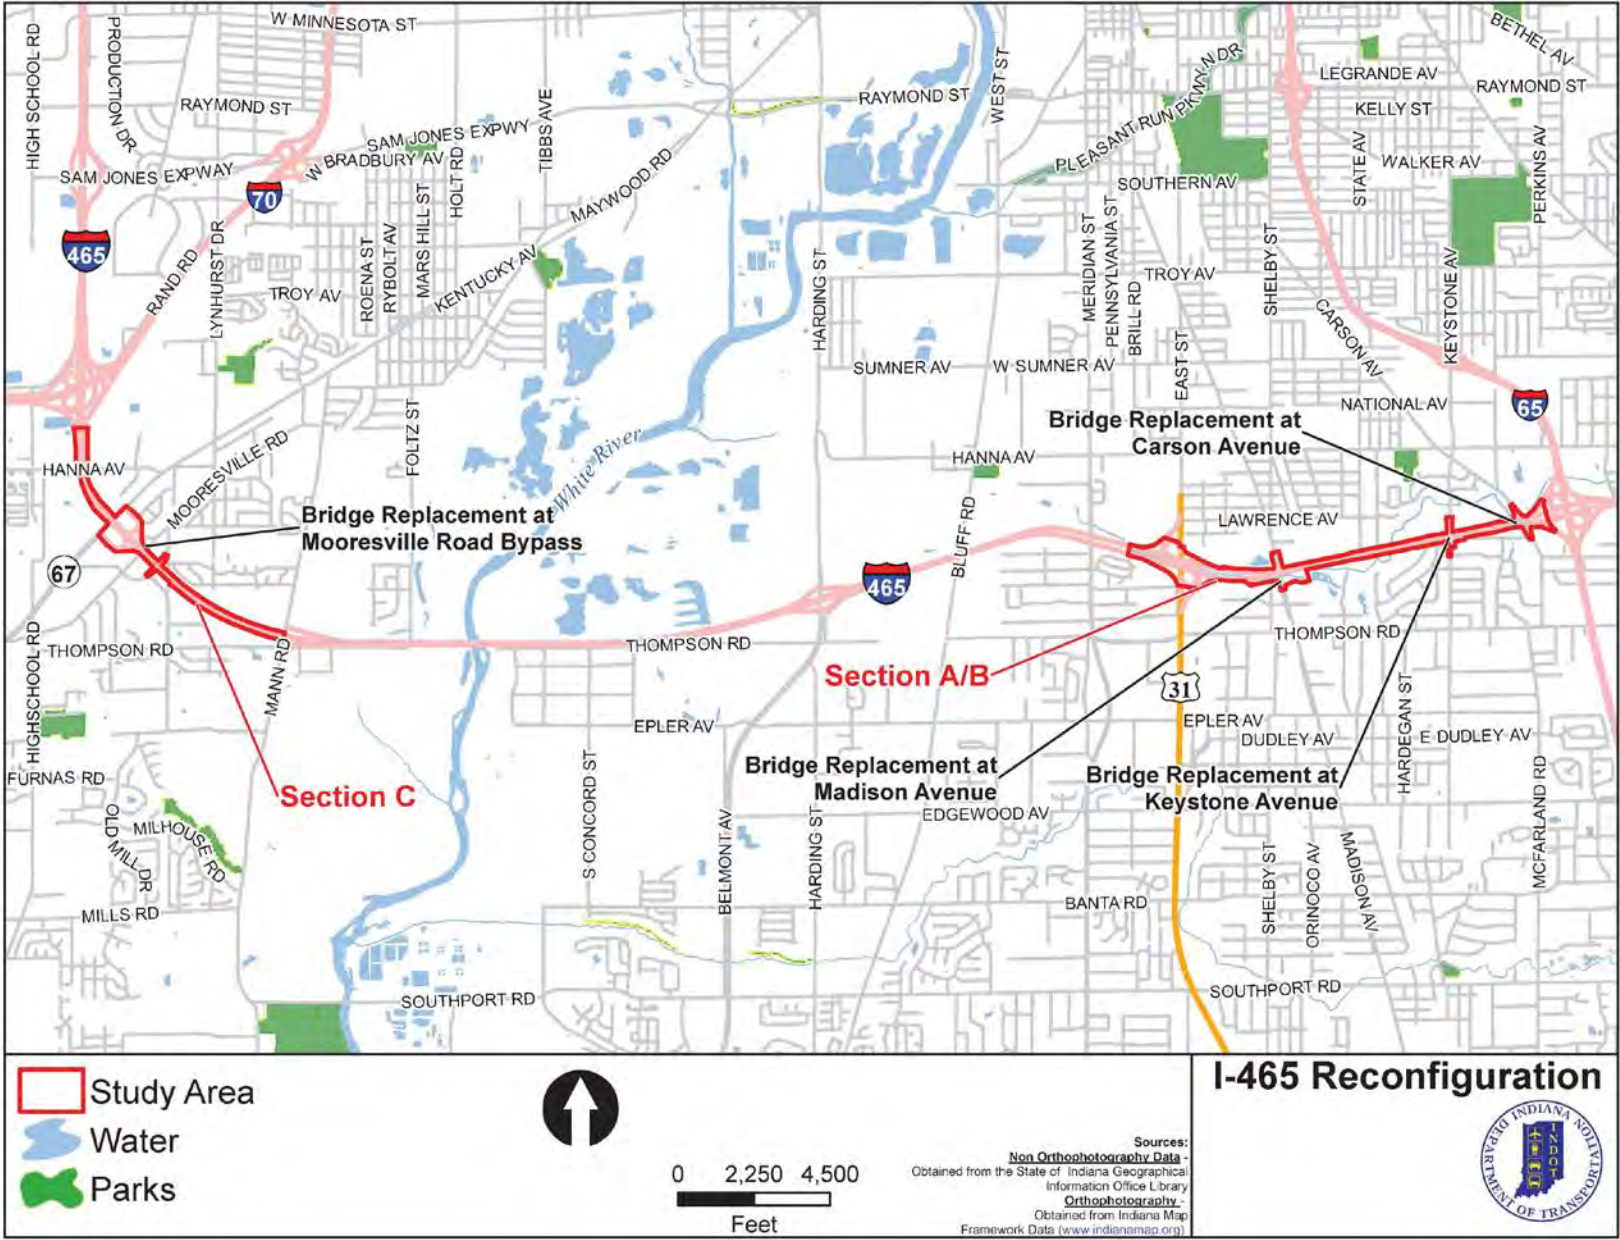 W MINNESOTA ST
HIGH SCHOOL RD
PRODUCTION DR
BETHEL AV
LEGRANDE AV
RAYMOND ST
RAYMOND ST
RAYMOND ST
KELLY ST
WEST ST
PLEASANT RUN PKWY N DR
SAM JONES EXPWY
TIBBS AVE
W BRADBURY AV
SAM JONES EXPWAY
HOLT RD
MAYWOOD RD
STATE AV
WALKER AV
PERKINS AV
SOUTHERN AV
70
465
RAND RD
LYNHURST DR
ROENA ST
RYBOLT AV
MARS HILL ST
KENTUCKY AV
TROY AV
HARDING ST
MERIDIAN ST
PENNSYLVANIA ST
BRILL RD
TROY AV
SHELBY ST
CARSON AV
KEYSTONE AV
EAST ST
SUMNER AV
W SUMNER AV
NATIONAL AV
65
Bridge Replacement at
Carson Avenue
FOLTZ ST
MOORESVILLE RD
HANNA AV
HANNA AV
White River
BLUFF RD
LAWRENCE AV
Bridge Replacement at
Mooresville Road Bypass
67
465
HIGHSCHOOL RD
THOMPSON RD
MANN RD
THOMPSON RD
THOMPSON RD
Section A/B
31
EPLER AV
EPLER AV
DUDLEY AV
HARDEGAN ST
E DUDLEY AV
Bridge Replacement at
Madison Avenue
Bridge Replacement at
Keystone Avenue
FURNAS RD
Section C
S CONCORD ST
EDGEWOOD AV
MCFARLAND RD
OLD MILL DR
MILHOUSE RD
BELMONT AV
HARDING ST
SHELBY ST
ORINOCO AV
MADISON AV
MILLS RD
BANTA RD
SOUTHPORT RD
SOUTHPORT RD
Study Area
Water
Parks
0 2,250 4,500
Feet
Sources:
Non Orthophotography Data -
Obtained from the State of Indiana Geographical
Information Office Library
Orthophotography -
Obtained from Indiana Map
Framework Data (www.indianamap.org)
I-465 Reconfiguration
INDIANA
DEPARTMENT OF TRANSPORTATION
INDOT